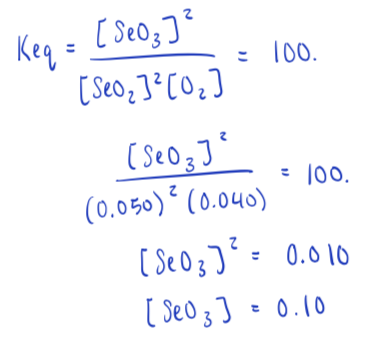 Keq = [SeO₃]² / [SeO₂]²[O₂] = 100.
[SeO₃]² / (0.050)²(0.040) = 100.
[SeO₃]² = 0.010
[SeO₃] = 0.10